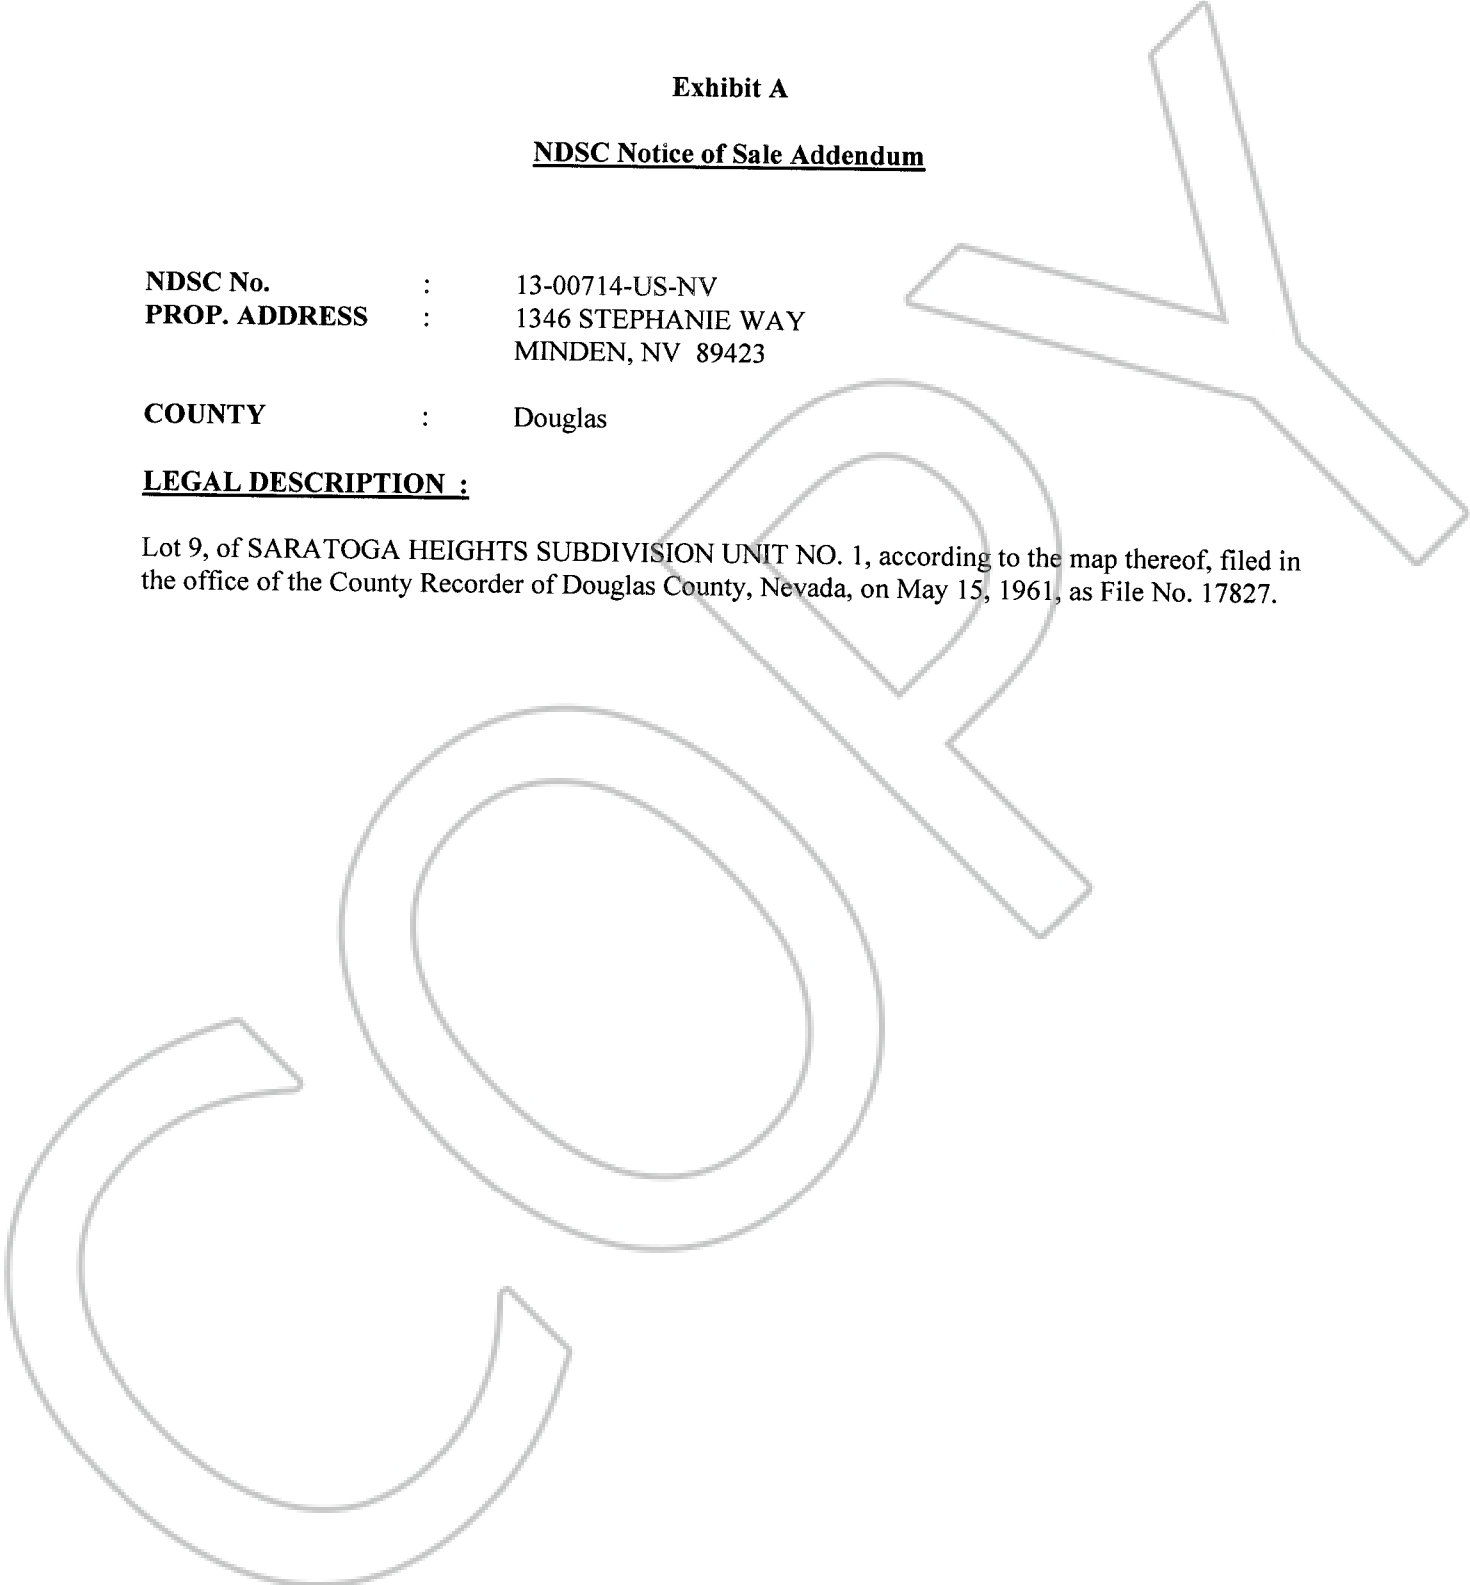 Exhibit A
NDSC Notice of Sale Addendum
NDSC No. : 13-00714-US-NV
PROP. ADDRESS : 1346 STEPHANIE WAY
MINDEN, NV 89423
COUNTY : Douglas
LEGAL DESCRIPTION :
Lot 9, of SARATOGA HEIGHTS SUBDIVISION UNIT NO. 1, according to the map thereof, filed in
the office of the County Recorder of Douglas County, Nevada, on May 15, 1961, as File No. 17827.
COPY